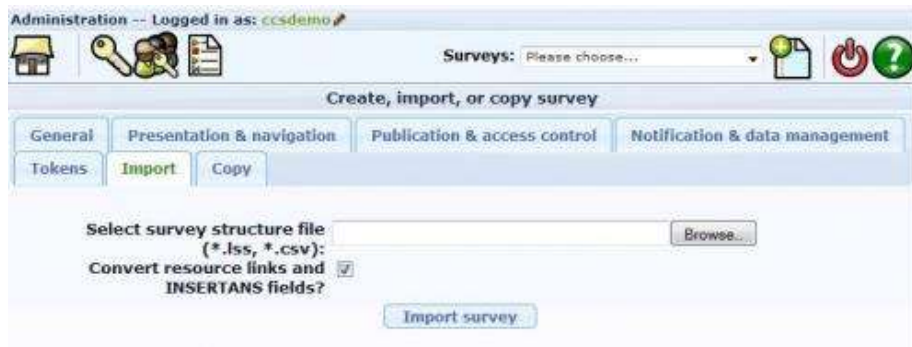 Administration -- Logged in as: ccsdemo
Surveys: Please choose...
?
Create, import, or copy survey
General Presentation & navigation Publication & access control Notification & data management
Tokens Import Copy
Select survey structure file
(*.lss, *.csv):
Browse..
Convert resource links and
INSERTANS fields?
Import survey